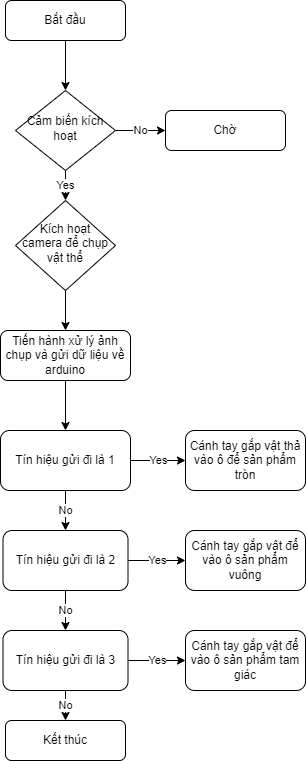 Bắt đầu
Cảm biến kích
hoạt
No
Chờ
Yes
Kích hoạt
camera để chụp
vật thể
Tiến hành xử lý ảnh
chụp và gửi dữ liệu về
arduino
Tín hiệu gửi đi là 1
Yes
Cánh tay gắp vật thả
vào ô để sản phẩm
tròn
No
Tín hiệu gửi đi là 2
Yes
Cánh tay gắp vật để
vào ô sản phẩm
vuông
No
Tín hiệu gửi đi là 3
Yes
Cánh tay gắp vật để
vào ô sản phẩm tam
giác
No
Kết thúc